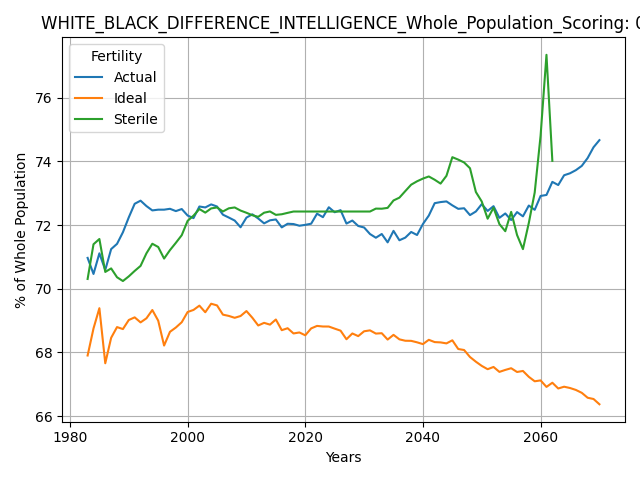 WHITE_BLACK_DIFFERENCE_INTELLIGENCE_Whole_Population_Scoring: 0
Fertility
Actual
Ideal
Sterile
% of Whole Population
76
74
72
70
68
66
1980
2000
2020
2040
2060
Years